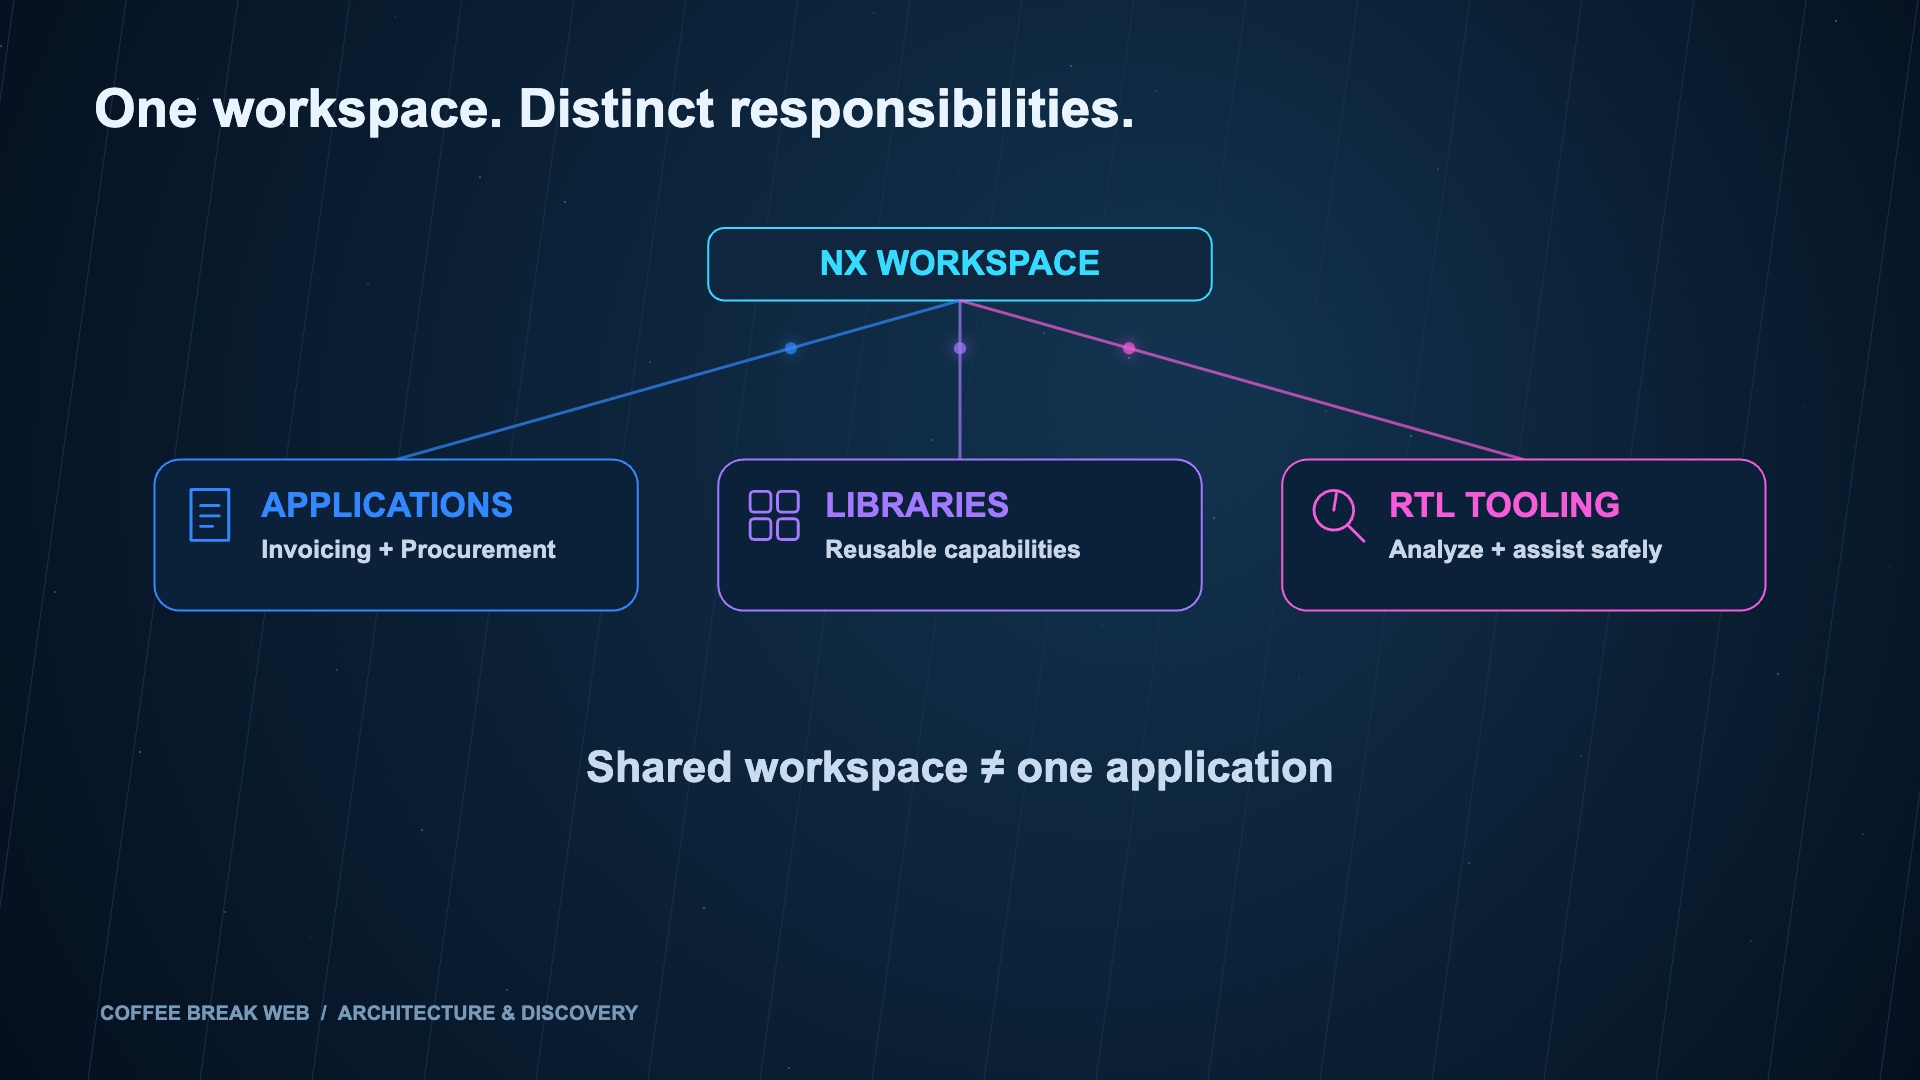 One workspace. Distinct responsibilities.
NX WORKSPACE
APPLICATIONS
Invoicing + Procurement
LIBRARIES
Reusable capabilities
RTL TOOLING
Analyze + assist safely
Shared workspace ≠ one application
COFFEE BREAK WEB / ARCHITECTURE & DISCOVERY